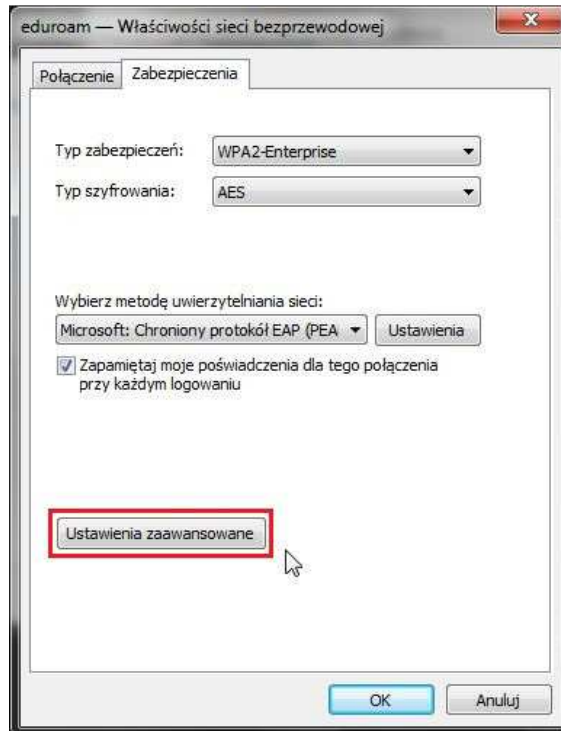 eduroam — Właściwości sieci bezprzewodowej
Połączenie Zabezpieczenia
Typ zabezpieczeń: WPA2-Enterprise
Typ szyfrowania: AES
Wybierz metodę uwierzytelniania sieci:
Microsoft: Chroniony protokół EAP (PEA Ustawienia
Zapamiętaj moje poświadczenia dla tego połączenia
przy każdym logowaniu
Ustawienia zaawansowane
OK Anuluj